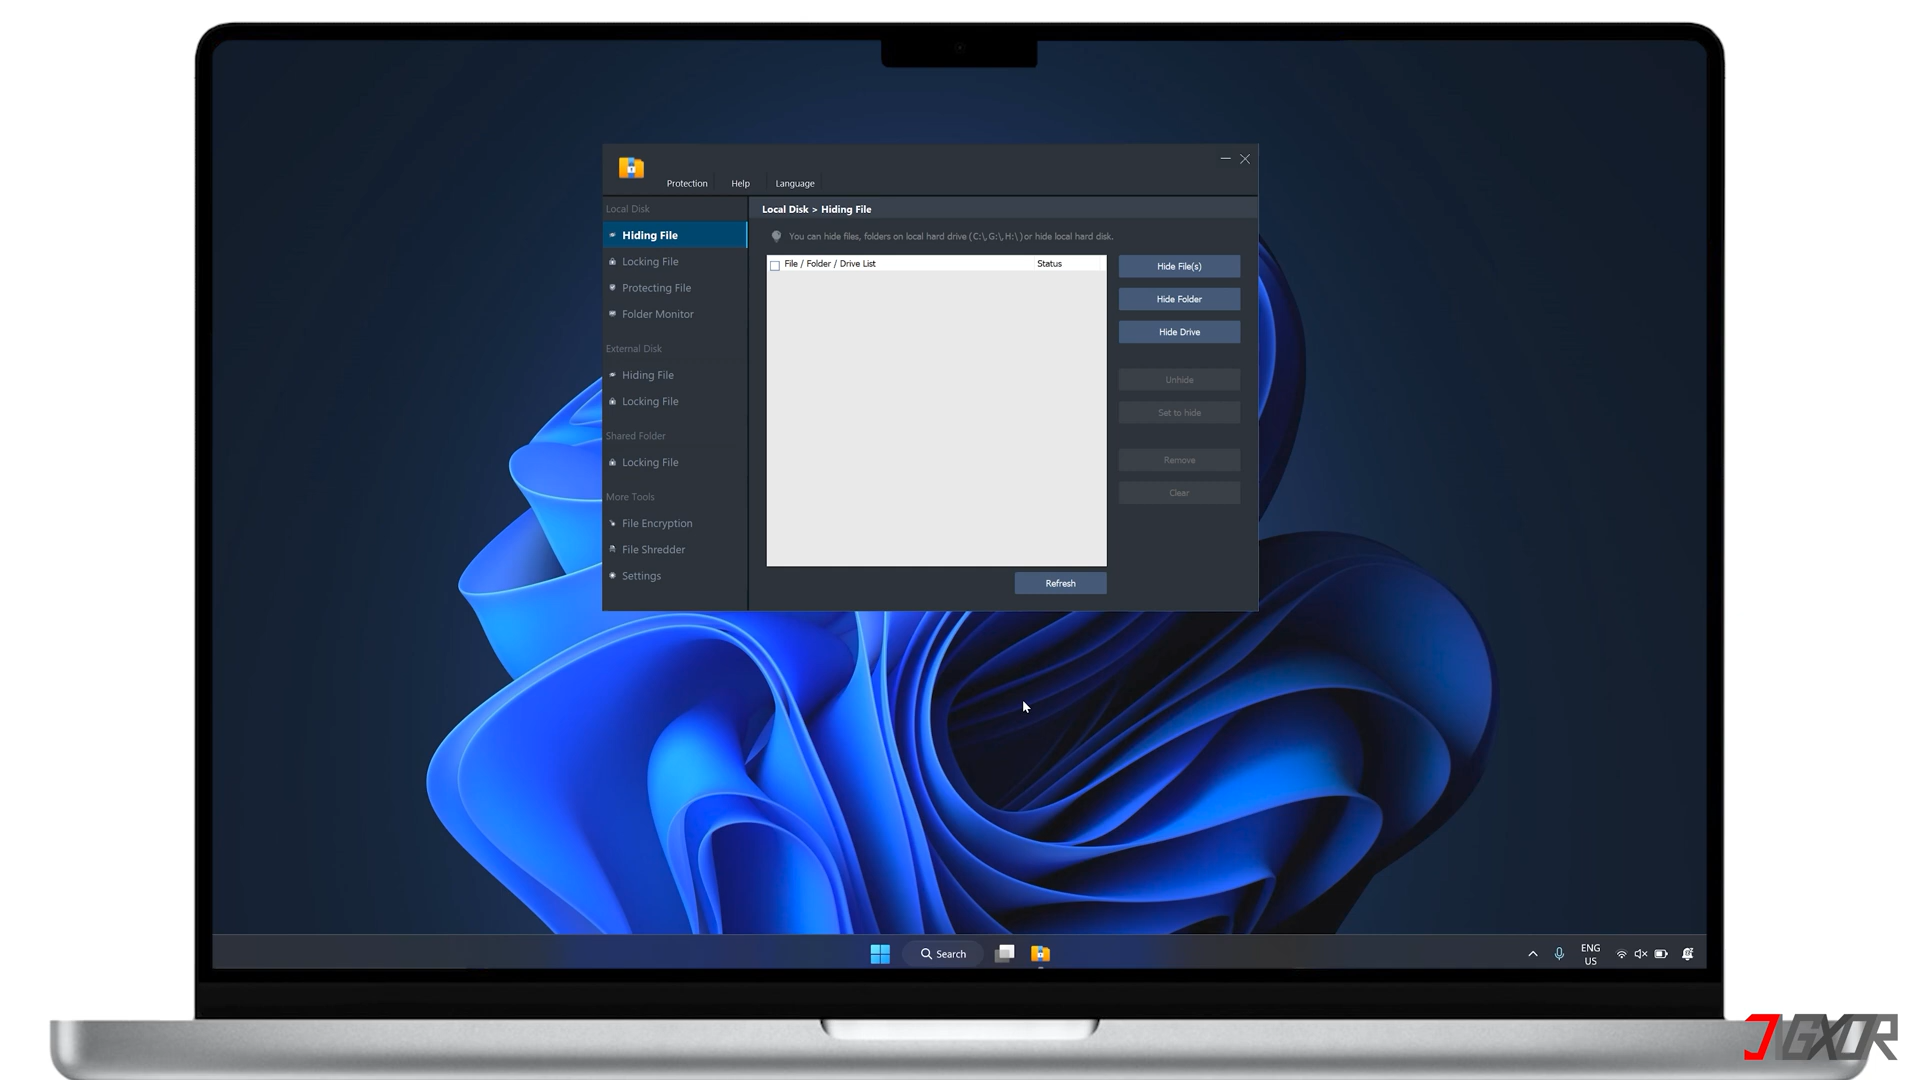 Protection Help Language
Local Disk
Hiding File
Locking File
Protecting File
Folder Monitor
External Disk
Hiding File
Locking File
Shared Folder
Locking File
More Tools
File Encryption
File Shredder
Settings
Local Disk > Hiding File
You can hide files, folders on local hard drive (C:\, G:\, H:\ ) or hide local hard disk.
File / Folder / Drive List Status
Hide File(s)
Hide Folder
Hide Drive
Unhide
Set to hide
Remove
Clear
Refresh
Search
ENG
US
JGXOR